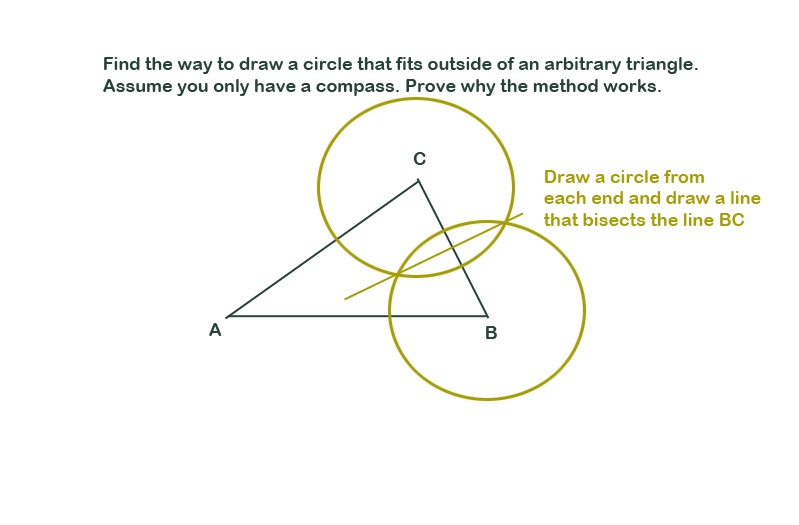 Find the way to draw a circle that fits outside of an arbitrary triangle.
Assume you only have a compass. Prove why the method works.
C
Draw a circle from
each end and draw a line
that bisects the line BC
A
B